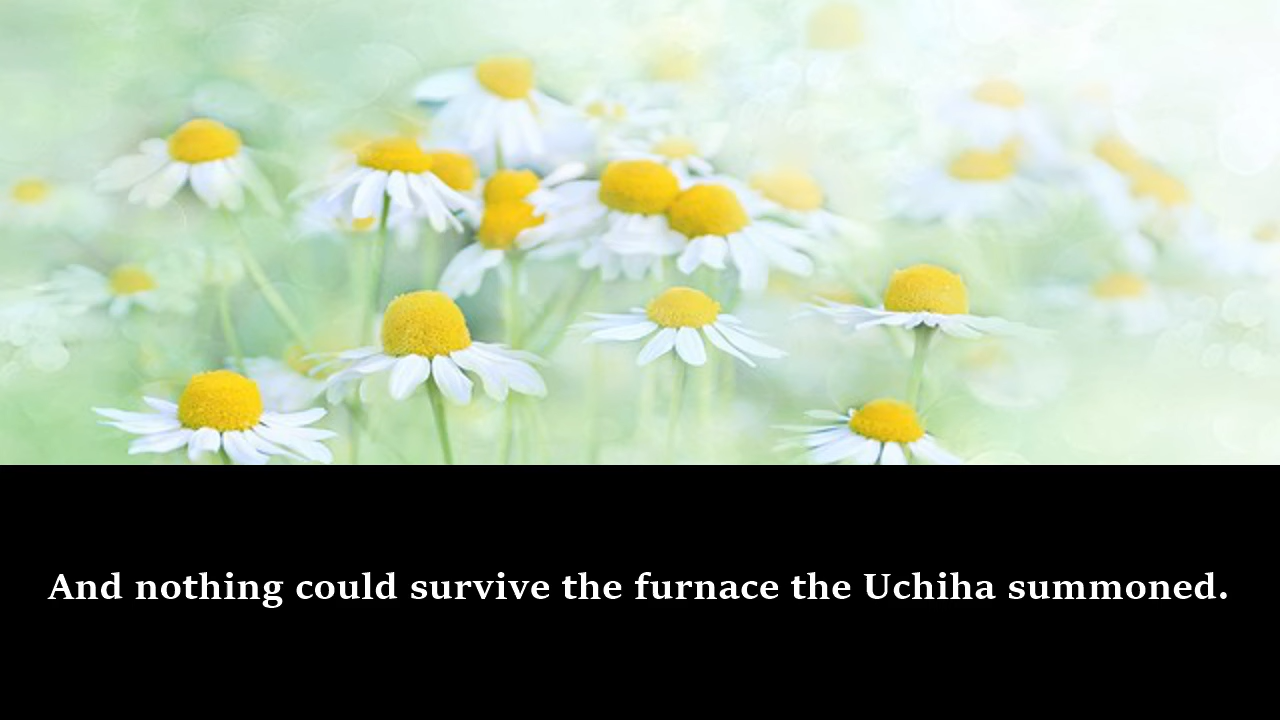 And nothing could survive the furnace the Uchiha summoned.